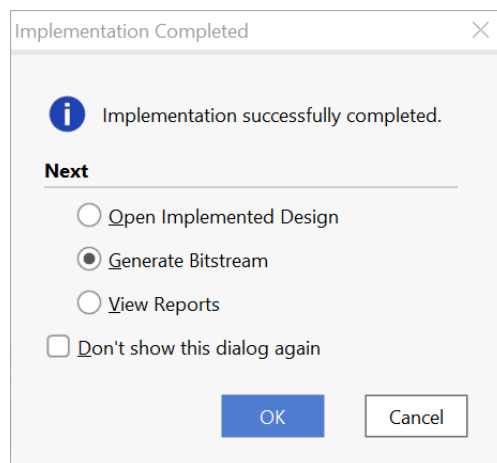 Implementation Completed
Implementation successfully completed.
Next
Open Implemented Design
Generate Bitstream
View Reports
Don't show this dialog again
OK
Cancel